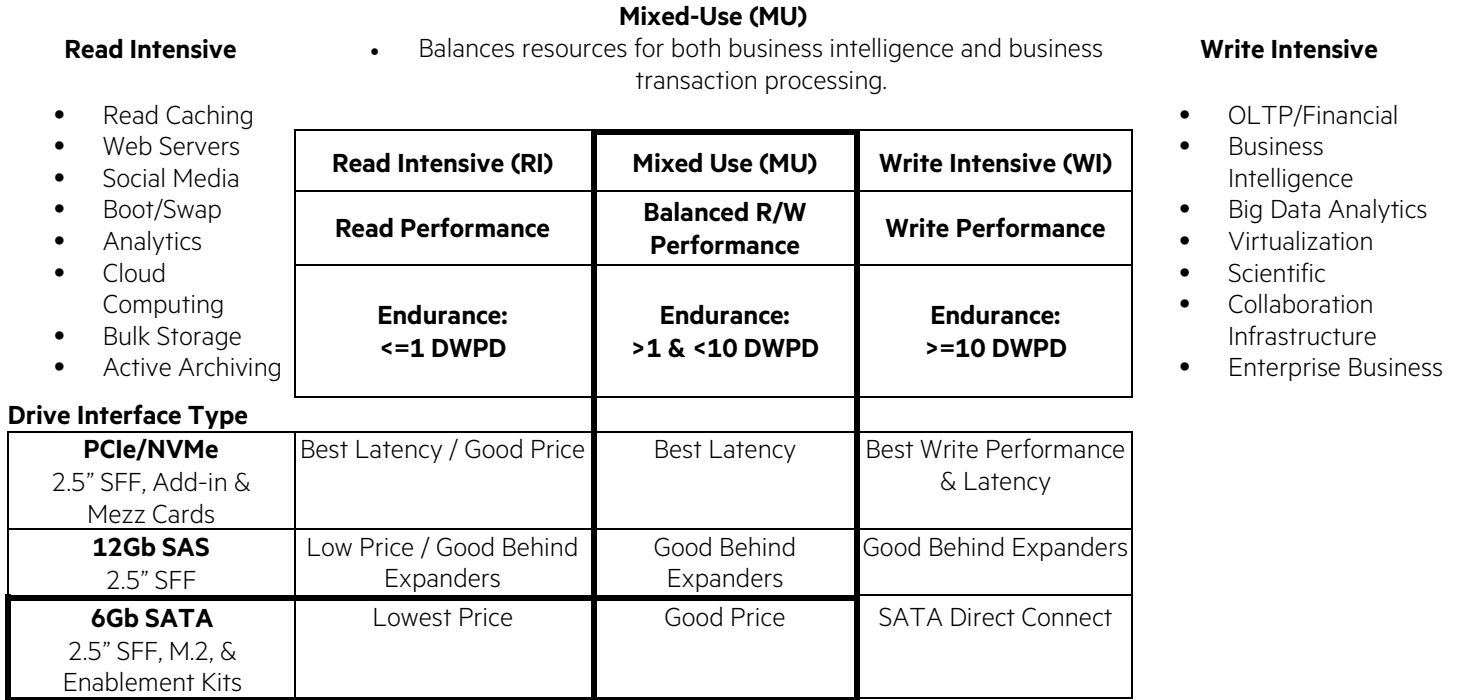 Mixed-Use (MU)
• Balances resources for both business intelligence and business
transaction processing.
Read Intensive
• Read Caching
• Web Servers
• Social Media
• Boot/Swap
• Analytics
• Cloud
Computing
• Bulk Storage
• Active Archiving
Write Intensive
• OLTP/Financial
• Business
Intelligence
• Big Data Analytics
• Virtualization
• Scientific
• Collaboration
Infrastructure
• Enterprise Business
Read Intensive (RI) Mixed Use (MU) Write Intensive (WI)
Read Performance
Balanced R/W
Performance
Write Performance
Endurance:
<=1 DWPD
Endurance:
>1 & <10 DWPD
Endurance:
>=10 DWPD
Drive Interface Type
PCIe/NVMe
2.5” SFF, Add-in &
Mezz Cards
Best Latency / Good Price
Best Latency
Best Write Performance
& Latency
12Gb SAS
2.5” SFF
Low Price / Good Behind
Expanders
Good Behind
Expanders
Good Behind Expanders
6Gb SATA
2.5” SFF, M.2, &
Enablement Kits
Lowest Price
Good Price
SATA Direct Connect